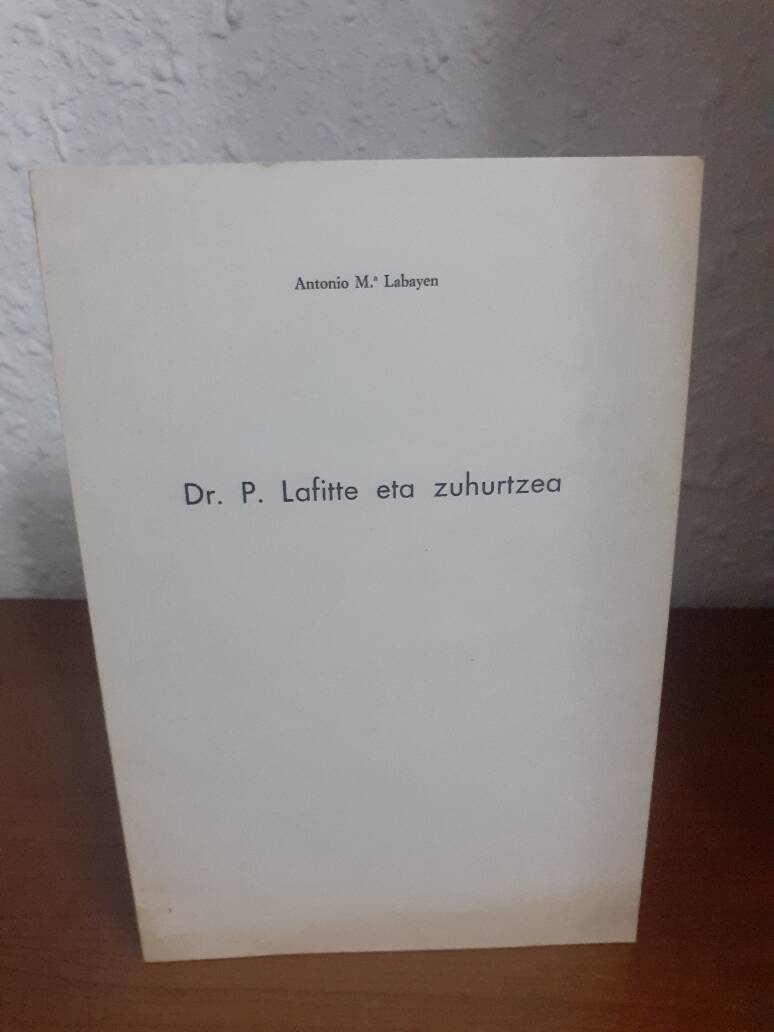 Antonio M.ª Labayen
Dr. P. Lafitte eta zuhurtzea